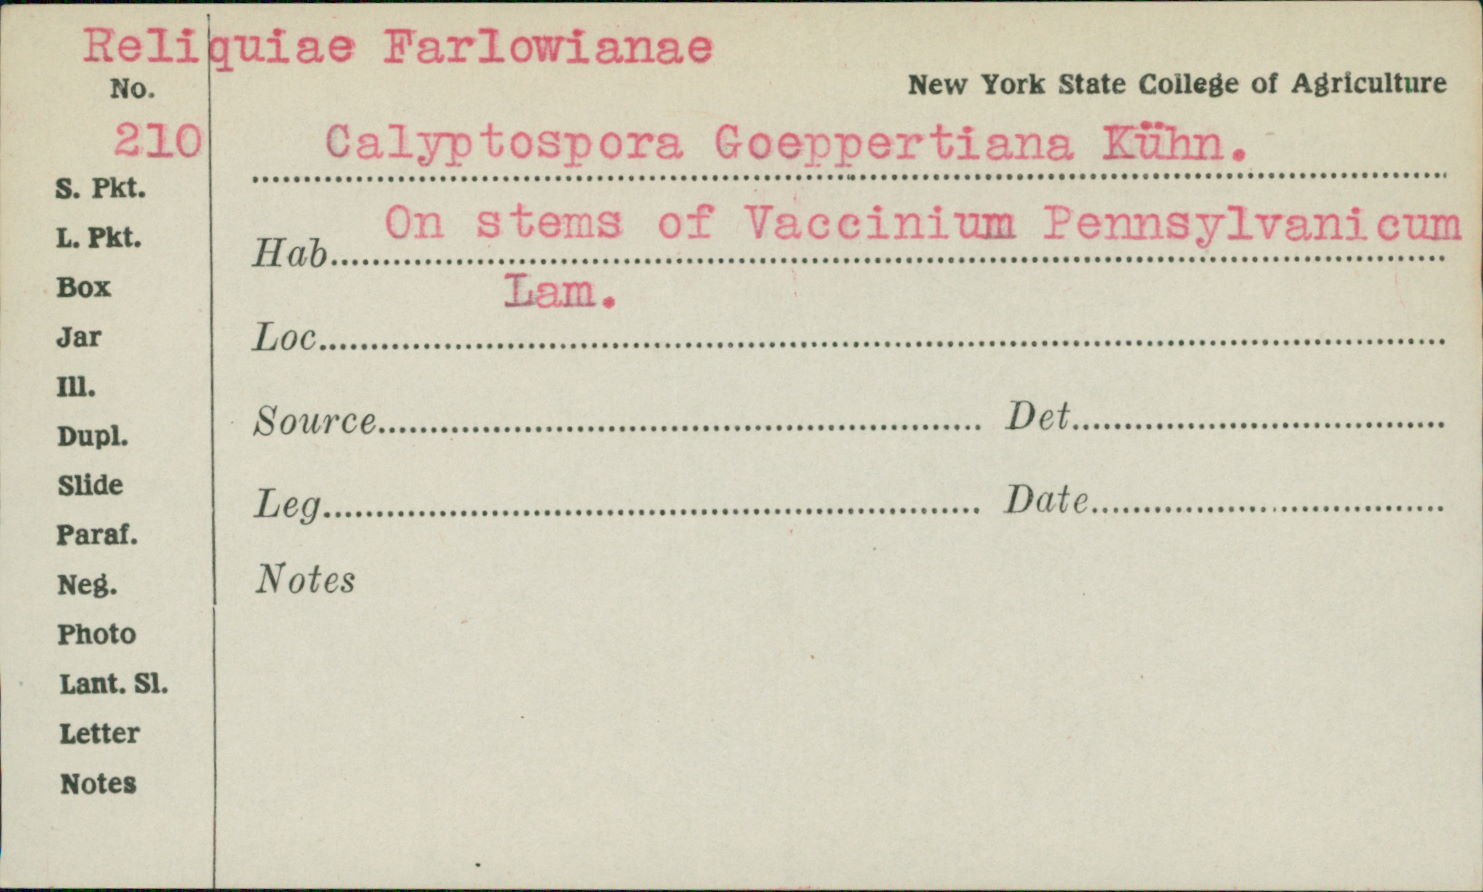 Reliquiae Farlowianae
No.
New York State College of Agriculture
210
Calyptospora Goeppertiana Kühn.
S. Pkt.
L. Pkt.
Box
Jar
Ill.
Dupl.
Slide
Paraf.
Neg.
Photo
Lant. Sl.
Letter
Notes
Hab. On stems of Vaccinium Pennsylvanicum
Lam.
Loc.
Source Det.
Leg. Date
Notes